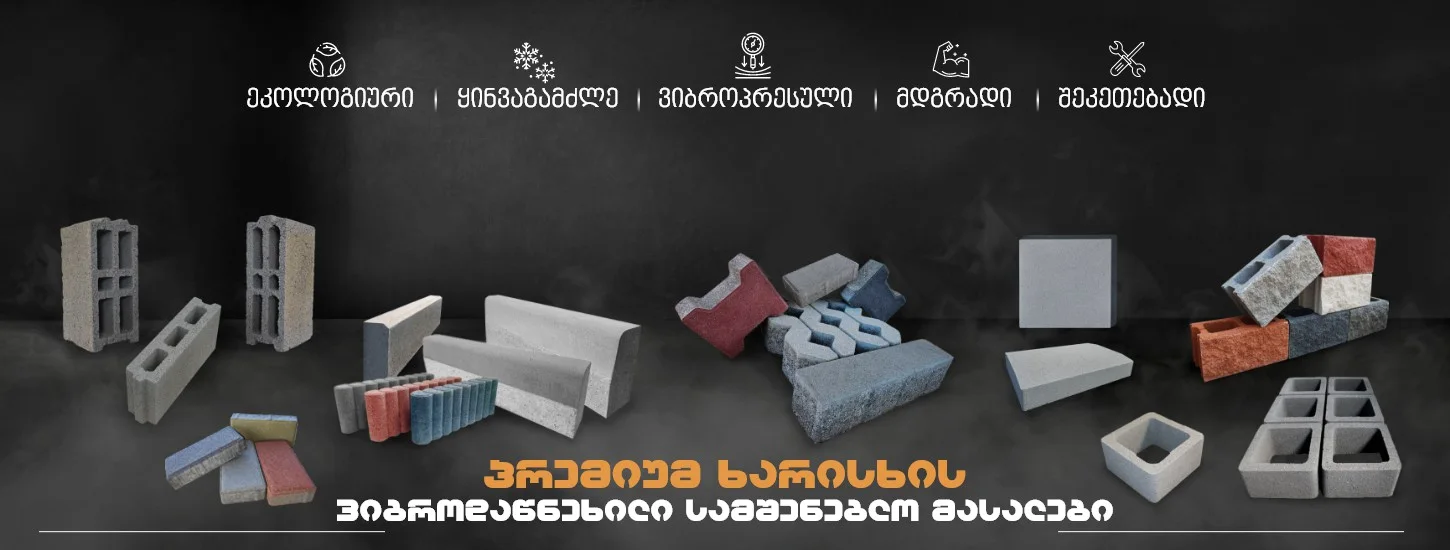 ეკოლოგიური | ყინვაგამძლე | ვიბროპრესული | მდგრადი | შეკეთებადი
პრემიუმ ხარისხის
ვიბროდაწნეხილი სამშენებლო მასალები